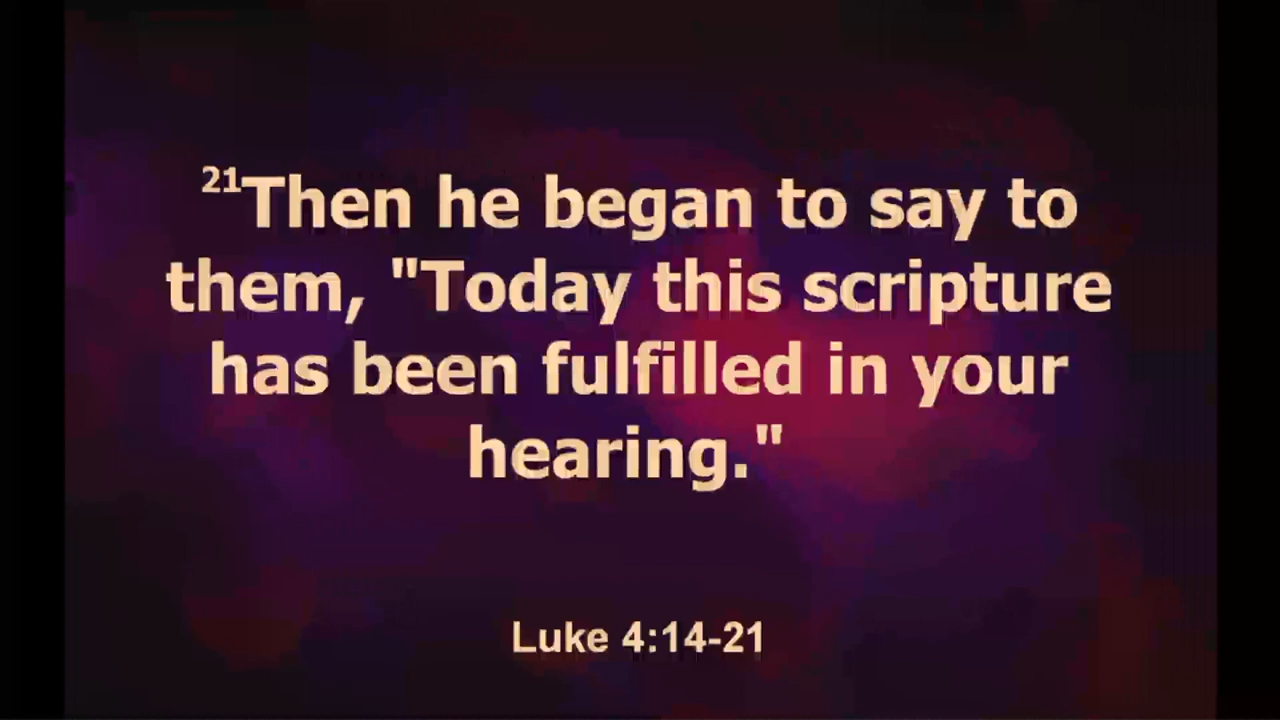 21Then he began to say to
them, "Today this scripture
has been fulfilled in your
hearing."
Luke 4:14-21